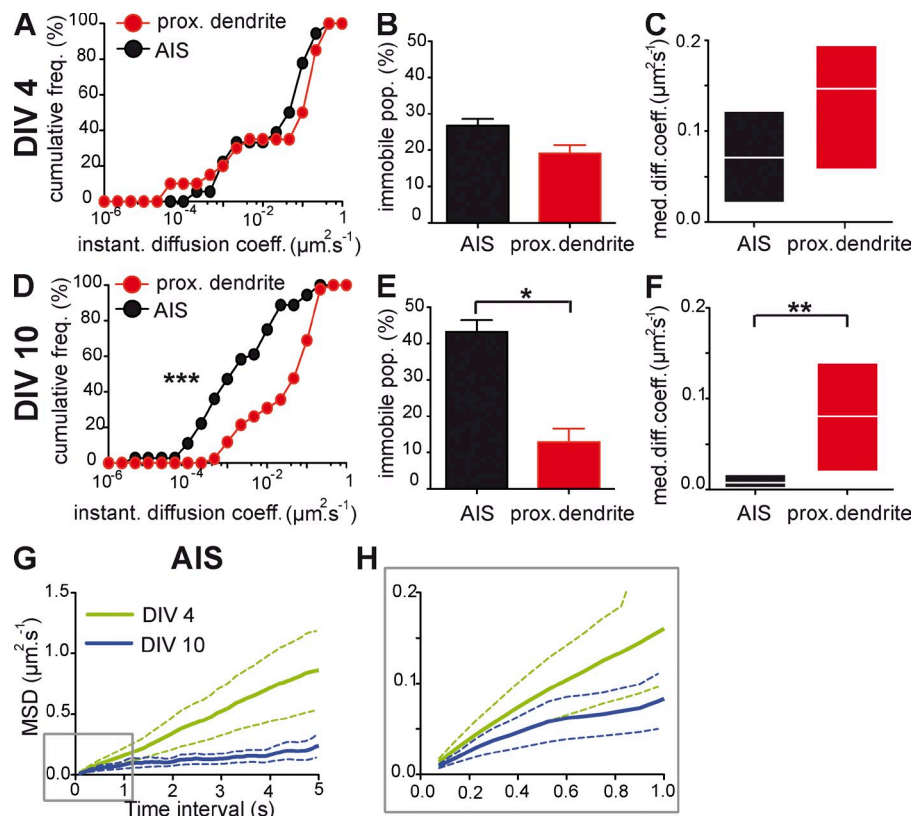 A
B
C
DIV 4
cumulative freq. (%)
100
80
60
40
20
0
prox. dendrite
AIS
10⁻⁶
10⁻⁴
10⁻²
1
instant. diffusion coeff. (µm².s⁻¹)
immobile pop. (%)
50
40
30
20
10
0
AIS
prox. dendrite
med. diff. coeff. (µm².s⁻¹)
0.2
0.1
0.0
AIS
prox. dendrite
D
E
F
DIV 10
cumulative freq. (%)
100
80
60
40
20
0
prox. dendrite
AIS
***
10⁻⁶
10⁻⁴
10⁻²
1
instant. diffusion coeff. (µm².s⁻¹)
immobile pop. (%)
50
40
30
20
10
0
*
AIS
prox. dendrite
med. diff. coeff. (µm².s⁻¹)
0.2
0.1
0.0
**
AIS
prox. dendrite
G
AIS
H
MSD (µm².s⁻¹)
1.5
1.0
0.5
0.0
DIV 4
DIV 10
0
1
2
3
4
5
Time interval (s)
0.2
0.1
0.0
0.0
0.2
0.4
0.6
0.8
1.0